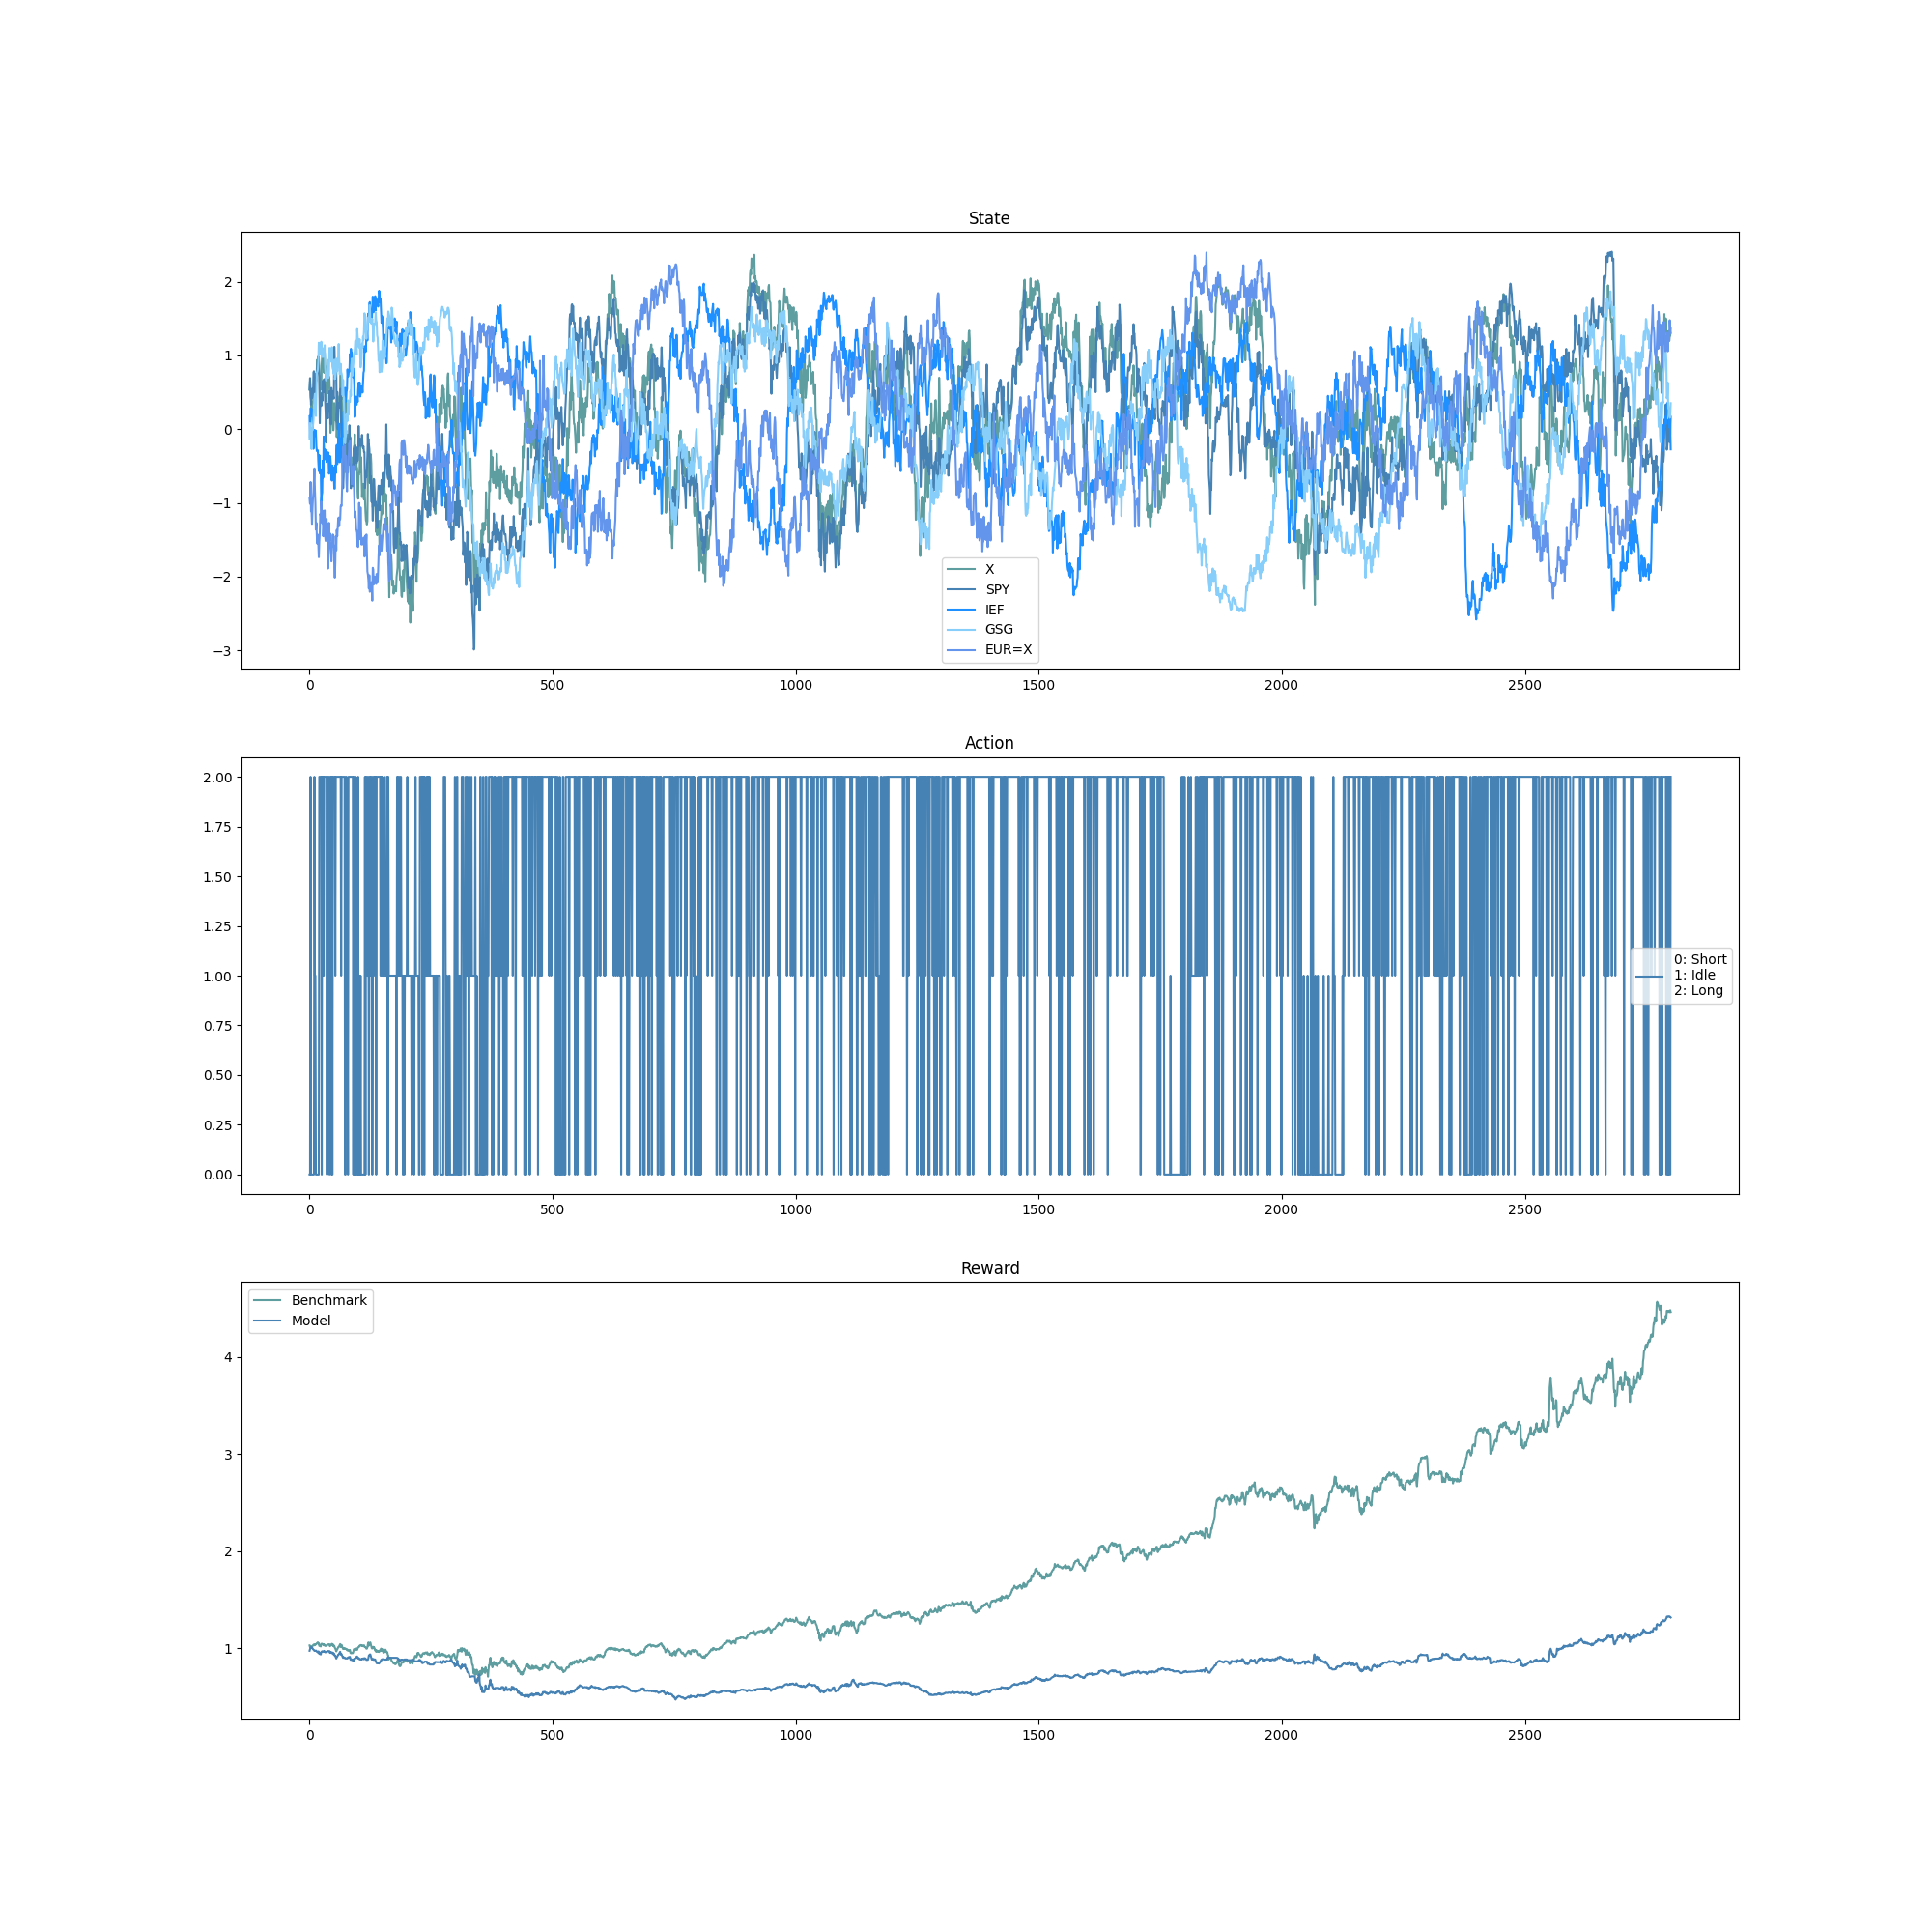 State
2
1
0
−1
−2
−3
X
SPY
IEF
GSG
EUR=X
0 500 1000 1500 2000 2500
Action
2.00
1.75
1.50
1.25
1.00
0.75
0.50
0.25
0.00
0: Short
1: Idle
2: Long
0 500 1000 1500 2000 2500
Reward
Benchmark
Model
4
3
2
1
0 500 1000 1500 2000 2500